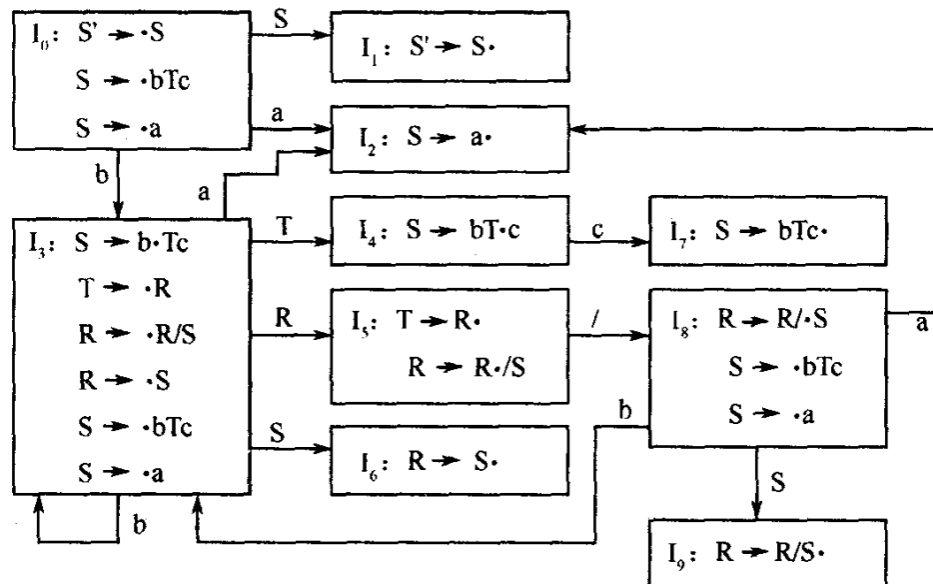 I₀: S' → ·S
S → ·bTc
S → ·a
S
I₁: S' → S·
a
I₂: S → a·
b
a
I₃: S → b·Tc
T → ·R
R → ·R/S
R → ·S
S → ·bTc
S → ·a
T
I₄: S → bT·c
c
I₇: S → bTc·
R
I₅: T → R·
R → R·/S
/
I₈: R → R/·S
S → ·bTc
S → ·a
a
b
S
I₆: R → S·
S
b
I₉: R → R/S·